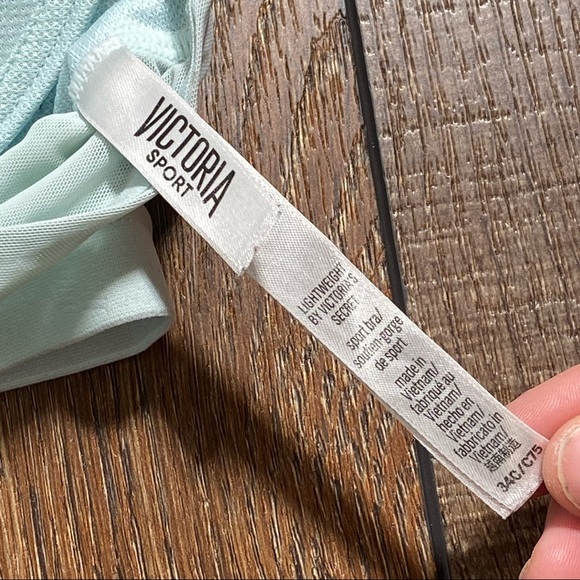 VICTORIA
SPORT
LIGHTWEIGHT
BY VICTORIA'S
SECRET
sport bra/
soutien-gorge
de sport
made in
Vietnam/
fabriqué au
Vietnam/
hecho en
Vietnam/
fabbricato in
Vietnam/
越南制造
34C/C75